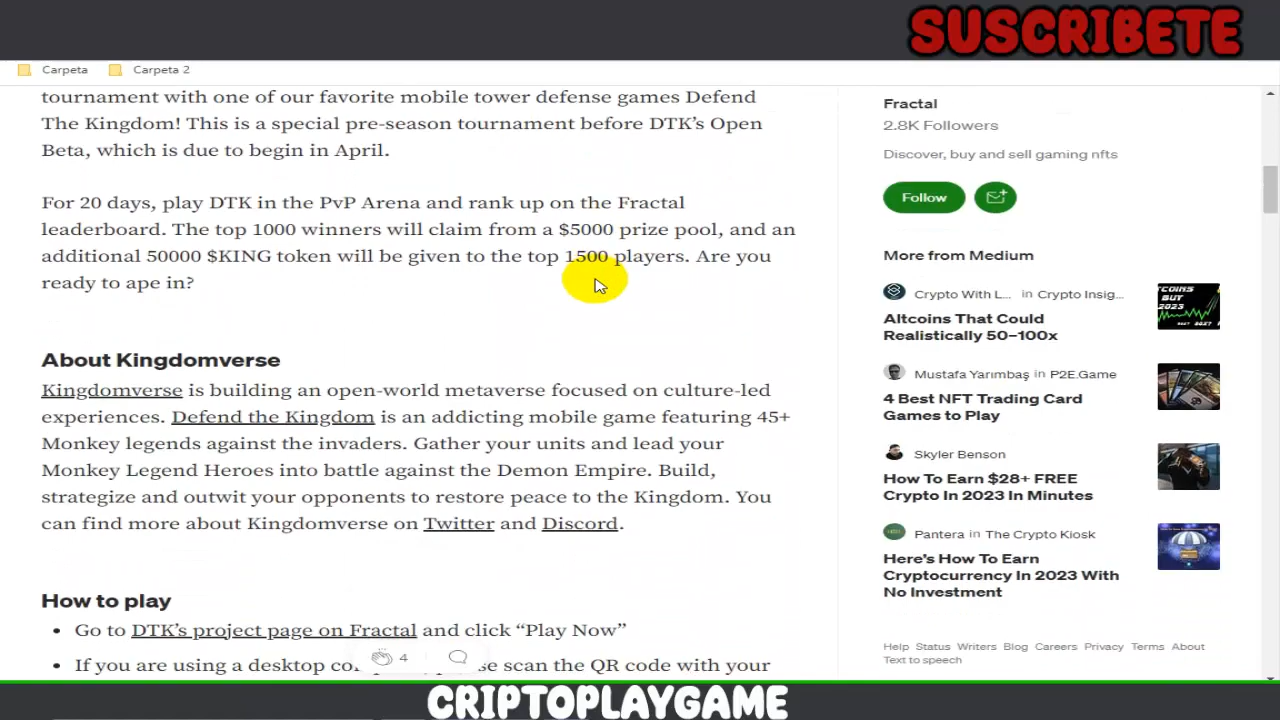 SUSCRIBETE
Carpeta
Carpeta 2
tournament with one of our favorite mobile tower defense games Defend
The Kingdom! This is a special pre-season tournament before DTK's Open
Beta, which is due to begin in April.
For 20 days, play DTK in the PvP Arena and rank up on the Fractal
leaderboard. The top 1000 winners will claim from a $5000 prize pool, and an
additional 50000 $KING token will be given to the top 1500 players. Are you
ready to ape in?
About Kingdomverse
Kingdomverse is building an open-world metaverse focused on culture-led
experiences. Defend the Kingdom is an addicting mobile game featuring 45+
Monkey legends against the invaders. Gather your units and lead your
Monkey Legend Heroes into battle against the Demon Empire. Build,
strategize and outwit your opponents to restore peace to the Kingdom. You
can find more about Kingdomverse on Twitter and Discord.
How to play
• Go to DTK's project page on Fractal and click “Play Now”
• If you are using a desktop co se scan the QR code with your
4
Fractal
2.8K Followers
Discover, buy and sell gaming nfts
Follow
More from Medium
Crypto With L... in Crypto Insig...
Altcoins That Could
Realistically 50–100x
COINS
BUY
2023
Mustafa Yarımbaş in P2E.Game
4 Best NFT Trading Card
Games to Play
Skyler Benson
How To Earn $28+ FREE
Crypto In 2023 In Minutes
Pantera in The Crypto Kiosk
Here's How To Earn
Cryptocurrency In 2023 With
No Investment
Help Status Writers Blog Careers Privacy Terms About
Text to speech
CRIPTOPLAYGAME